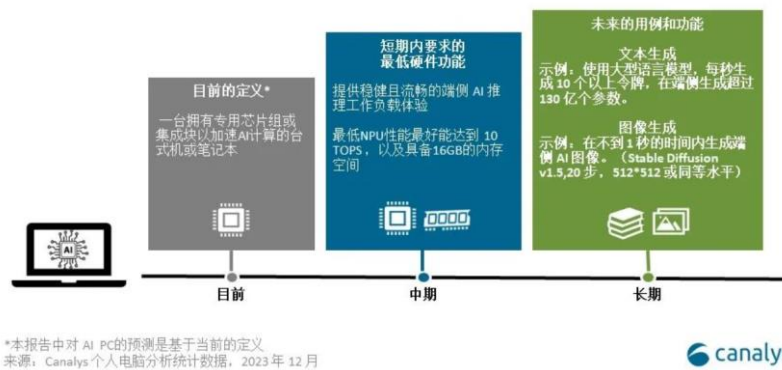 目前的定义*
一台拥有专用芯片组或
集成块以加速AI计算的台
式机或笔记本
短期内要求的
最低硬件功能
提供稳健且流畅的端侧 AI 推
理工作负载体验
最低NPU性能最好能达到 10
TOPS，以及具备16GB的内存
空间
未来的用例和功能
文本生成
示例：使用大型语言模型，每秒生
成 10 个以上令牌，在端侧生成超过
130 亿个参数。
图像生成
示例：在不到 1 秒的时间内生成端
侧 AI 图像。（Stable Diffusion
v1.5,20 步，512*512 或同等水平）
AI
目前
中期
长期
*本报告中对 AI PC的预测是基于当前的定义
来源：Canalys 个人电脑分析统计数据，2023 年 12 月
canaly